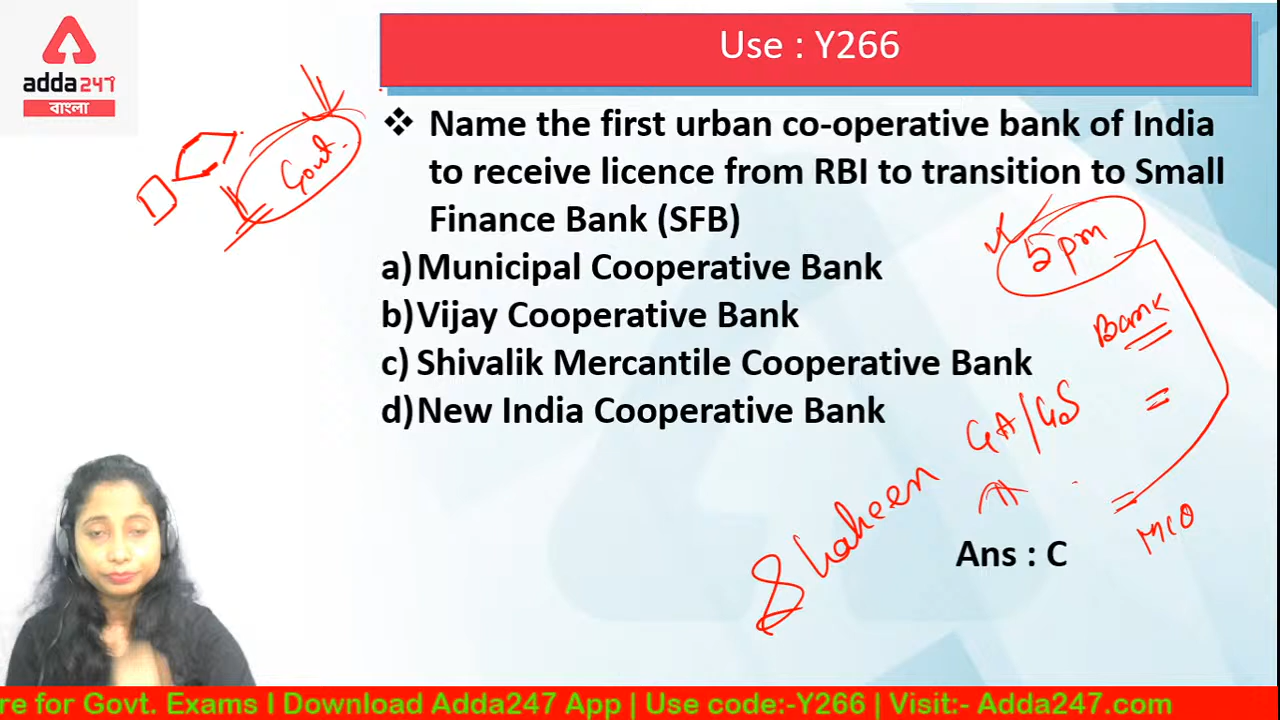 adda247
বাংলা
Use : Y266
❖ Name the first urban co-operative bank of India
to receive licence from RBI to transition to Small
Finance Bank (SFB)
a) Municipal Cooperative Bank
b) Vijay Cooperative Bank
c) Shivalik Mercantile Cooperative Bank
d) New India Cooperative Bank
Ans : C
Govt.
5 pm
Bank
GA/GS
Shaheen
MCQ
re for Govt. Exams I Download Adda247 App | Use code:-Y266 | Visit:- Adda247.com